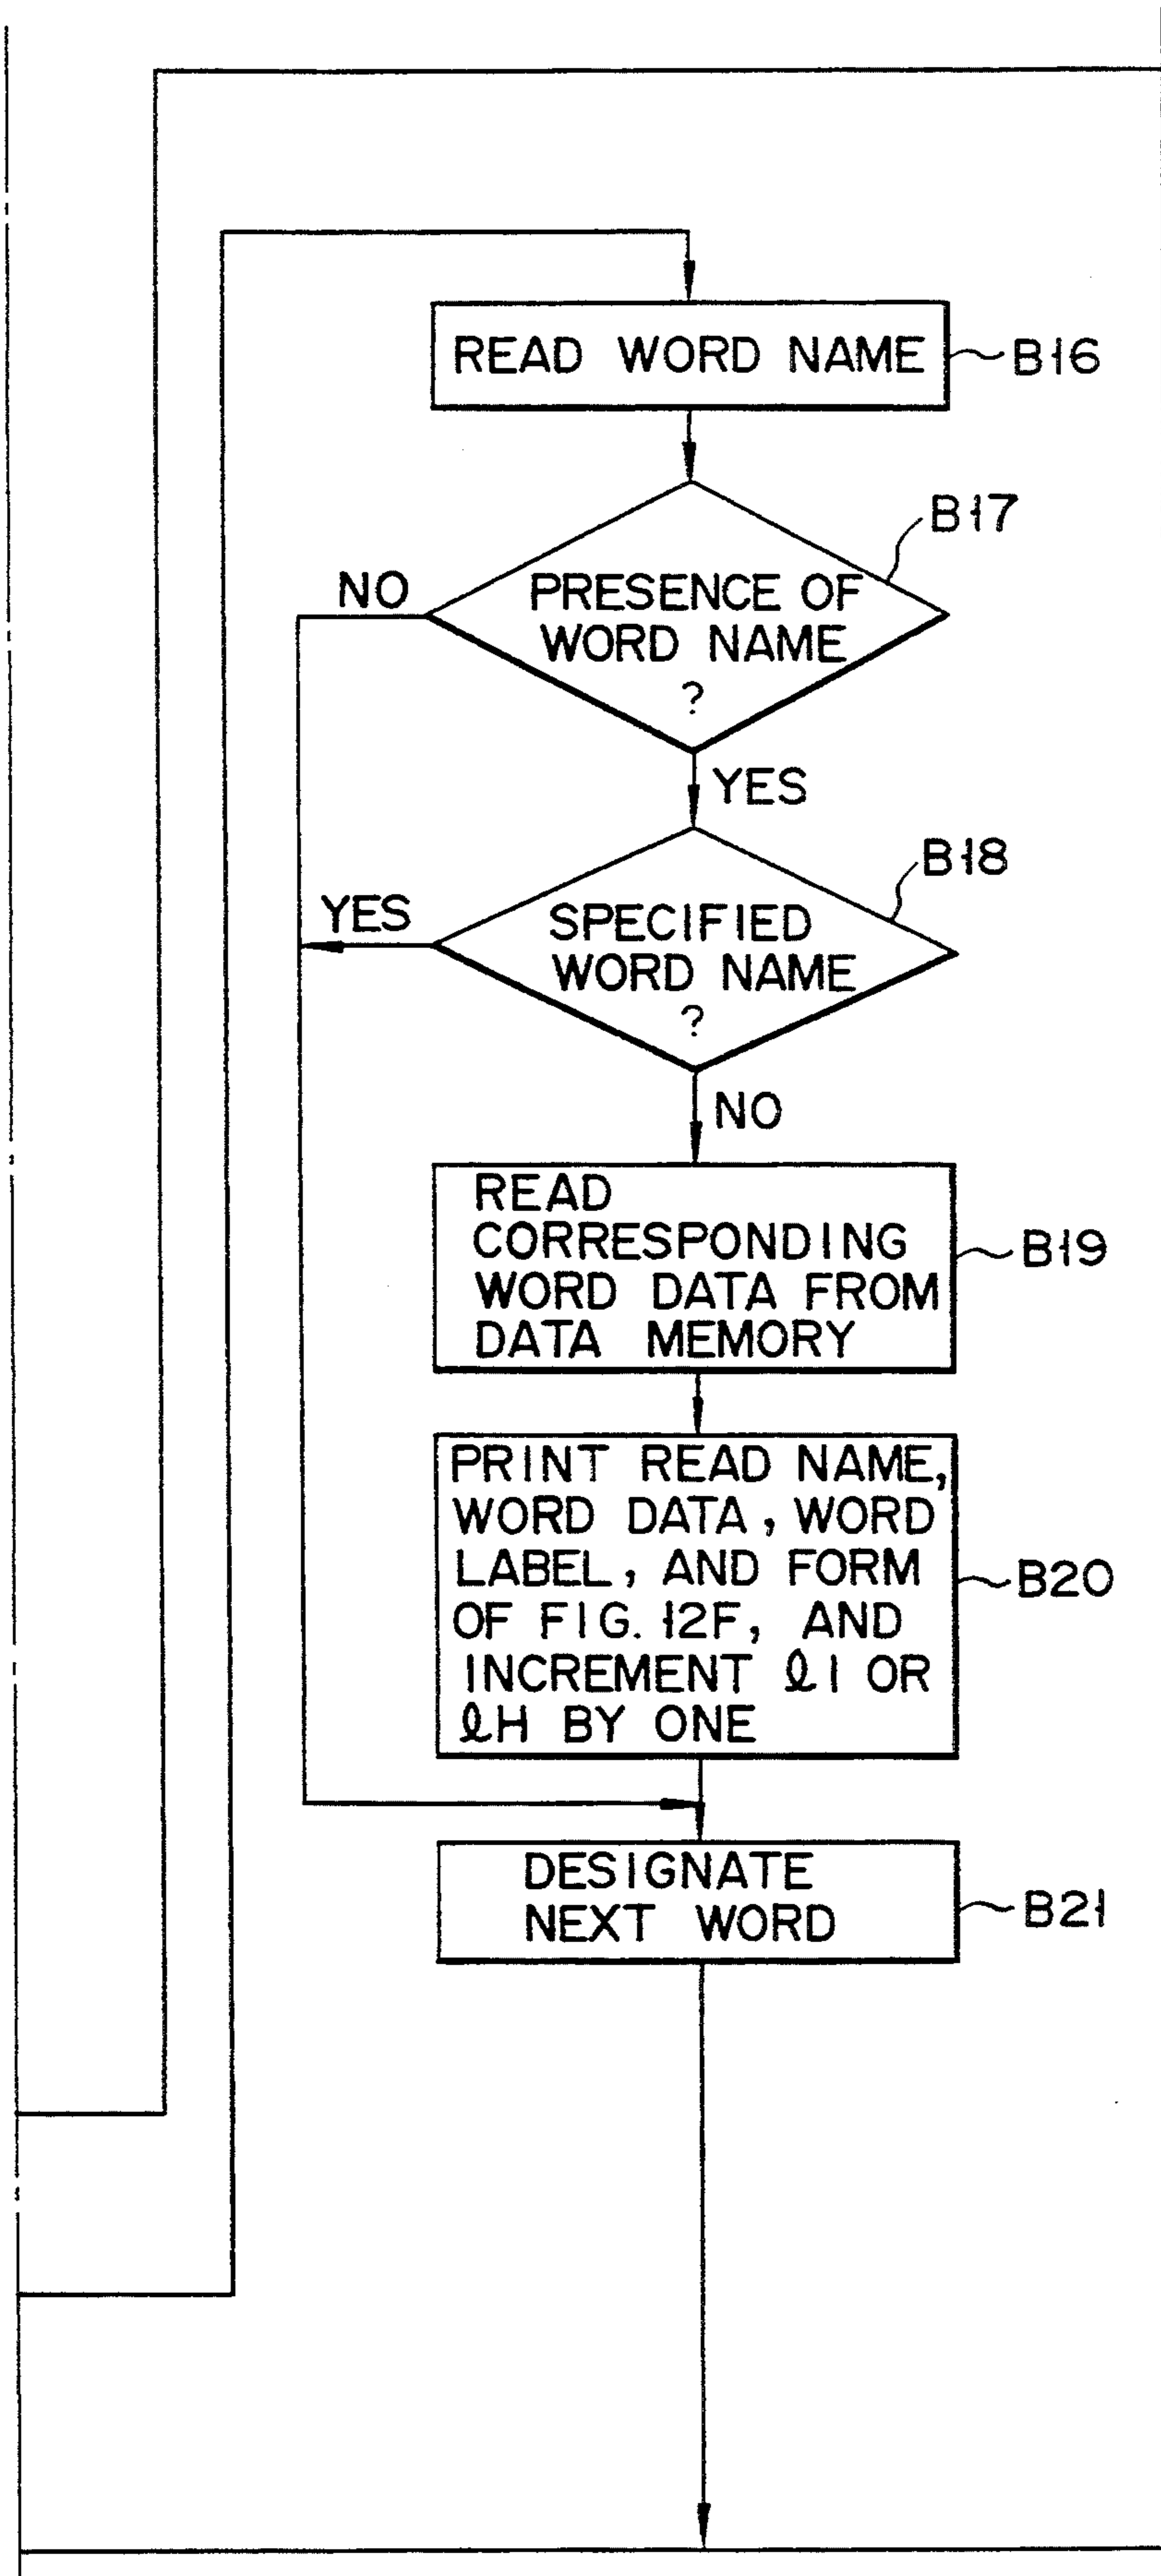 READ WORD NAME
B16
B17
NO
PRESENCE OF
WORD NAME
?
YES
B18
YES
SPECIFIED
WORD NAME
?
NO
READ
CORRESPONDING
WORD DATA FROM
DATA MEMORY
B19
PRINT READ NAME,
WORD DATA, WORD
LABEL, AND FORM
OF FIG. 12F, AND
INCREMENT ℓI OR
ℓH BY ONE
B20
DESIGNATE
NEXT WORD
B21